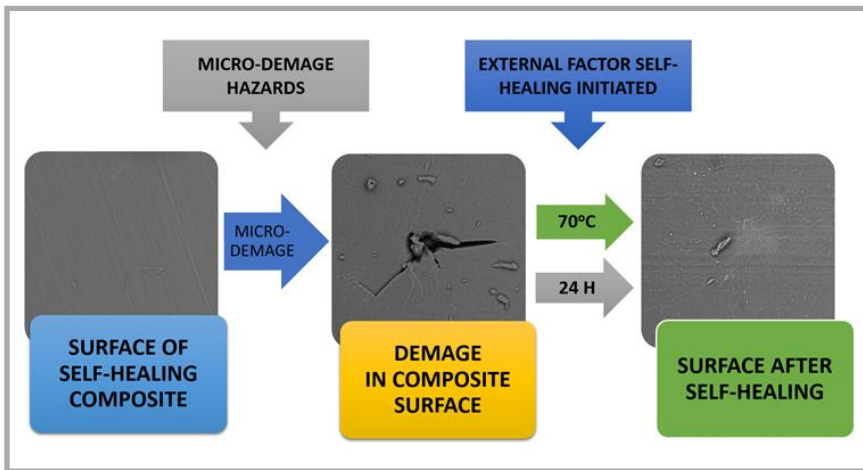 MICRO-DEMAGE
HAZARDS
EXTERNAL FACTOR SELF-
HEALING INITIATED
MICRO-
DEMAGE
70°C
24 H
SURFACE OF
SELF-HEALING
COMPOSITE
DEMAGE
IN COMPOSITE
SURFACE
SURFACE AFTER
SELF-HEALING